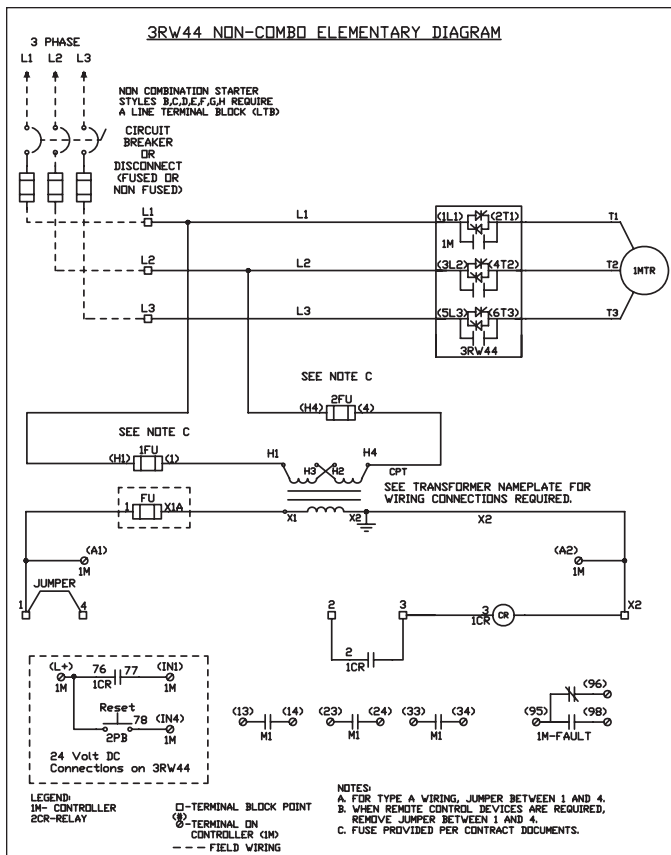 3RW44 NON-COMBO ELEMENTARY DIAGRAM
3 PHASE
L1 L2 L3
NON COMBINATION STARTER
STYLES B,C,D,E,F,G,H REQUIRE
A LINE TERMINAL BLOCK (LTB)
CIRCUIT
BREAKER
OR
DISCONNECT
(FUSED OR
NON FUSED)
L1 L1 (1L1) (2T1) T1
1M
L2 L2 (3L2) (4T2) T2 1MTR
L3 L3 (5L3) (6T3) T3
3RW44
SEE NOTE C
2FU
(H4) (4)
SEE NOTE C
1FU
(H1) (1) H1 H3 H2 H4
CPT
SEE TRANSFORMER NAMEPLATE FOR
WIRING CONNECTIONS REQUIRED.
FU
1 X1A X1 X2 X2
(A1) (A2)
1M 1M
JUMPER
1 4 2 3 3 CR X2
1CR
2
1CR
(L+) 76 77 (IN1)
1M 1CR 1M
Reset
78 (IN4)
2PB 1M
24 Volt DC
Connections on 3RW44
(13) (14) (23) (24) (33) (34)
M1 M1 M1
(96)
(95) (98)
1M-FAULT
LEGEND:
1M- CONTROLLER
2CR-RELAY
□-TERMINAL BLOCK POINT
(#)
-TERMINAL ON
CONTROLLER (1M)
--- FIELD WIRING
NOTES:
A. FOR TYPE A WIRING, JUMPER BETWEEN 1 AND 4.
B. WHEN REMOTE CONTROL DEVICES ARE REQUIRED,
REMOVE JUMPER BETWEEN 1 AND 4.
C. FUSE PROVIDED PER CONTRACT DOCUMENTS.